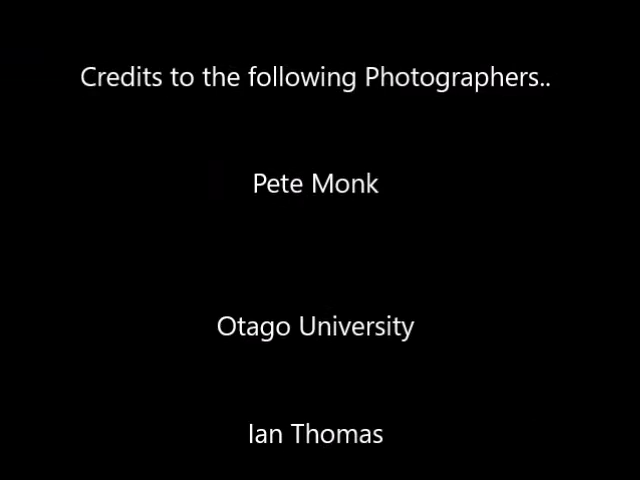 Credits to the following Photographers..
Pete Monk
Otago University
Ian Thomas